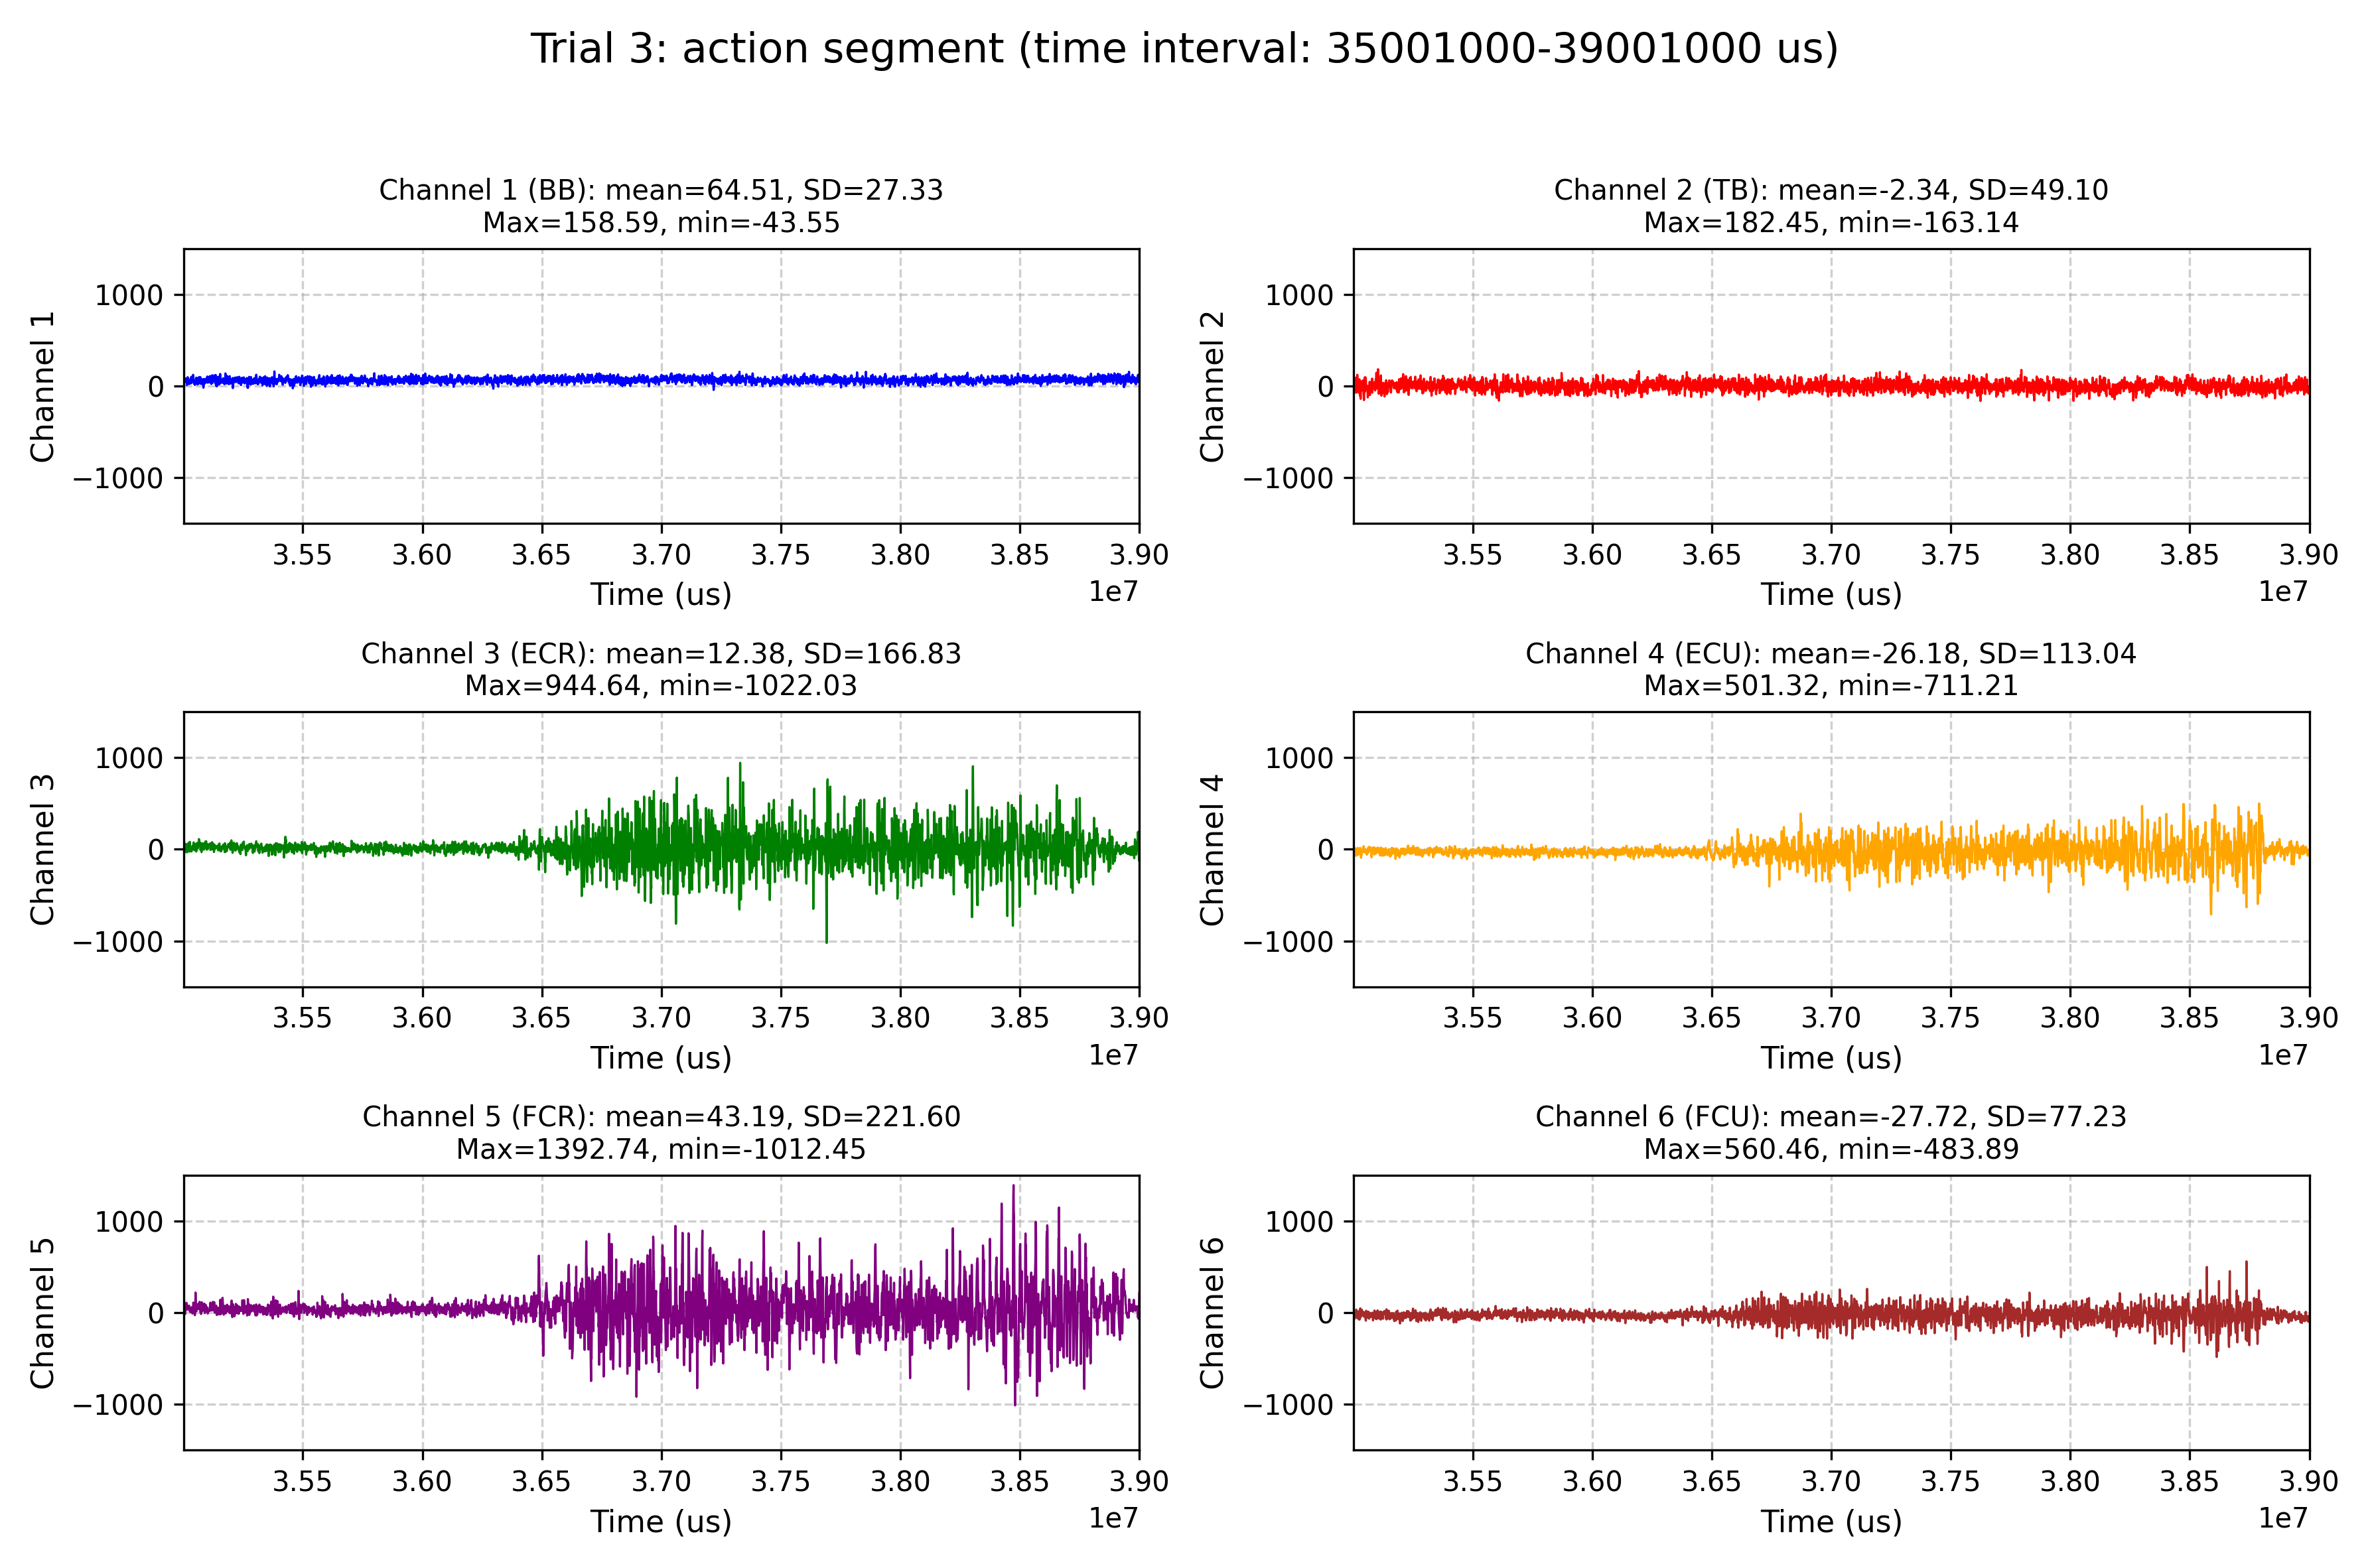 Trial 3: action segment (time interval: 35001000-39001000 us)
Channel 1 (BB): mean=64.51, SD=27.33
Max=158.59, min=-43.55
Channel 1
1000
0
−1000
3.55 3.60 3.65 3.70 3.75 3.80 3.85 3.90
Time (us)
1e7
Channel 2 (TB): mean=-2.34, SD=49.10
Max=182.45, min=-163.14
Channel 2
1000
0
−1000
3.55 3.60 3.65 3.70 3.75 3.80 3.85 3.90
Time (us)
1e7
Channel 3 (ECR): mean=12.38, SD=166.83
Max=944.64, min=-1022.03
Channel 3
1000
0
−1000
3.55 3.60 3.65 3.70 3.75 3.80 3.85 3.90
Time (us)
1e7
Channel 4 (ECU): mean=-26.18, SD=113.04
Max=501.32, min=-711.21
Channel 4
1000
0
−1000
3.55 3.60 3.65 3.70 3.75 3.80 3.85 3.90
Time (us)
1e7
Channel 5 (FCR): mean=43.19, SD=221.60
Max=1392.74, min=-1012.45
Channel 5
1000
0
−1000
3.55 3.60 3.65 3.70 3.75 3.80 3.85 3.90
Time (us)
1e7
Channel 6 (FCU): mean=-27.72, SD=77.23
Max=560.46, min=-483.89
Channel 6
1000
0
−1000
3.55 3.60 3.65 3.70 3.75 3.80 3.85 3.90
Time (us)
1e7